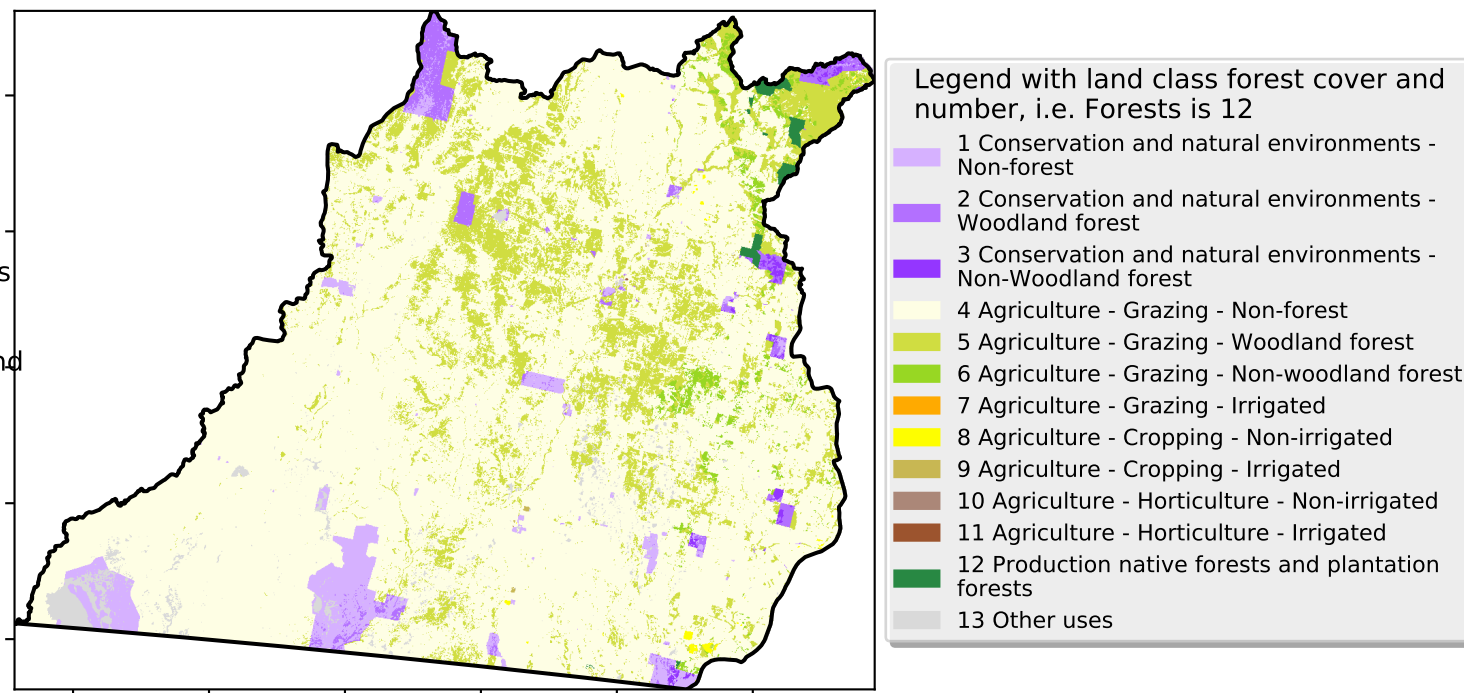 Legend with land class forest cover and
number, i.e. Forests is 12
1 Conservation and natural environments -
Non-forest
2 Conservation and natural environments -
Woodland forest
3 Conservation and natural environments -
Non-Woodland forest
s
4 Agriculture - Grazing - Non-forest
5 Agriculture - Grazing - Woodland forest
nd
6 Agriculture - Grazing - Non-woodland forest
7 Agriculture - Grazing - Irrigated
8 Agriculture - Cropping - Non-irrigated
9 Agriculture - Cropping - Irrigated
10 Agriculture - Horticulture - Non-irrigated
11 Agriculture - Horticulture - Irrigated
12 Production native forests and plantation
forests
13 Other uses